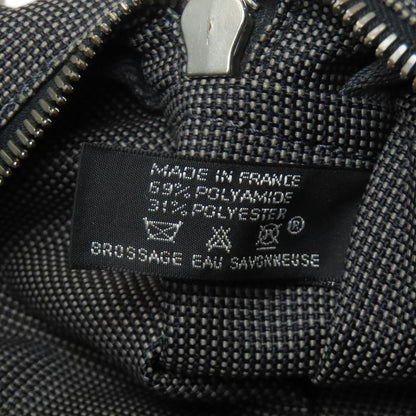 MADE IN FRANCE
69% POLYAMIDE
31% POLYESTER
®
BROSSAGE EAU SAVONNEUSE